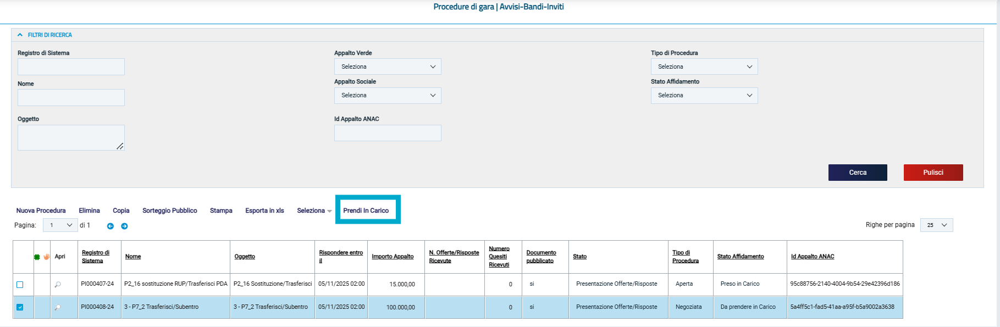 Procedure di gara | Avvisi-Bandi-Inviti
FILTRI DI RICERCA
Registro di Sistema
Appalto Verde
Tipo di Procedura
Seleziona
Seleziona
Nome
Appalto Sociale
Stato Affidamento
Seleziona
Seleziona
Oggetto
Id Appalto ANAC
Cerca
Pulisci
Nuova Procedura Elimina Copia Sorteggio Pubblico Stampa Esporta in xls Seleziona Prendi In Carico
Pagina: 1 di 1
Righe per pagina 25
Apri
Registro di
Sistema
Nome
Oggetto
Rispondere entro
il
Importo Appalto
N. Offerte/Risposte
Ricevute
Numero
Quesiti
Ricevuti
Documento
pubblicato
Stato
Tipo di
Procedura
Stato Affidamento
Id Appalto ANAC
PI000407-24 P2_16 sostituzione RUP/Trasferisci PDA P2_16 Sostituzione/Trasferisci 05/11/2025 02:00 15.000,00 0 si Presentazione Offerte/Risposte Aperta Preso in Carico 95c88756-2140-4004-9b54-29e42396d186
PI000408-24 3 - P7_2 Trasferisci/Subentro 3 - P7_2 Trasferisci/Subentro 05/11/2025 02:00 100.000,00 0 si Presentazione Offerte/Risposte Negoziata Da prendere in Carico 5a4ff5c1-fad5-41aa-a95f-b5a9002a3638